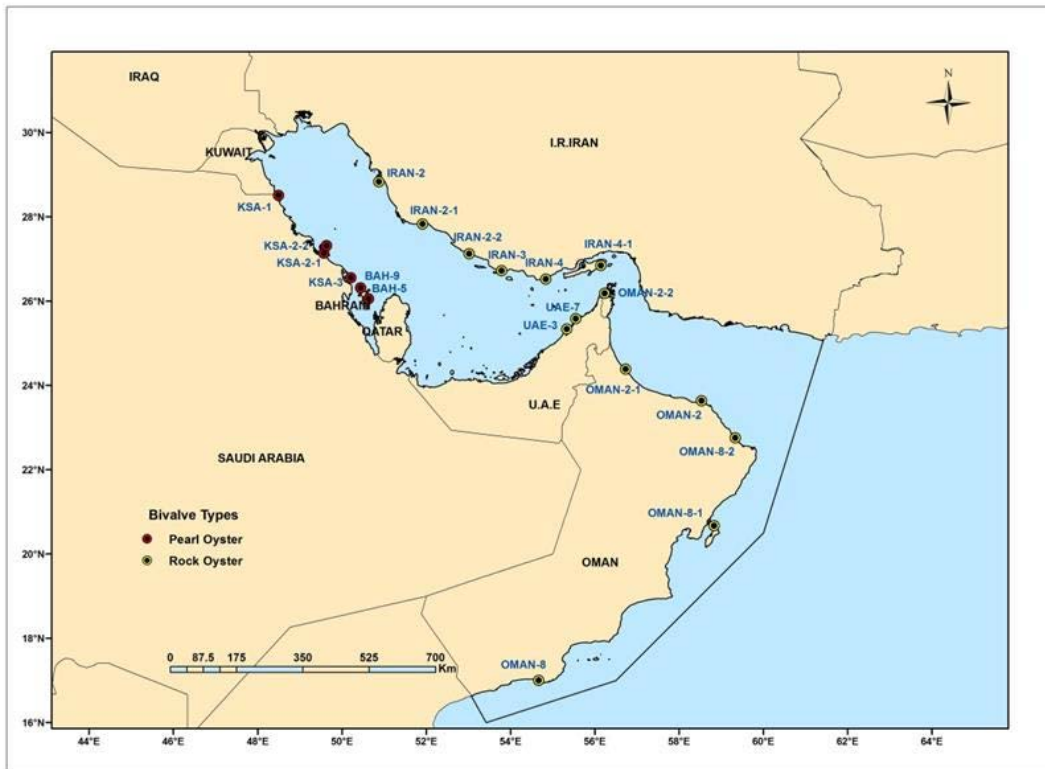 N
IRAQ
30°N
KUWAIT
I.R.IRAN
IRAN-2
28°N
KSA-1
IRAN-2-1
KSA-2-2
KSA-2-1
IRAN-2-2
IRAN-3
IRAN-4
IRAN-4-1
KSA-3
BAH-9
BAH-5
26°N
BAHRAIN
QATAR
OMAN-2-2
UAE-7
UAE-3
24°N
U.A.E
OMAN-2-1
OMAN-2
OMAN-8-2
SAUDI ARABIA
22°N
Bivalve Types
Pearl Oyster
Rock Oyster
OMAN-8-1
20°N
OMAN
18°N
0 87.5 175 350 525 700
Km
OMAN-8
16°N
44°E 46°E 48°E 50°E 52°E 54°E 56°E 58°E 60°E 62°E 64°E